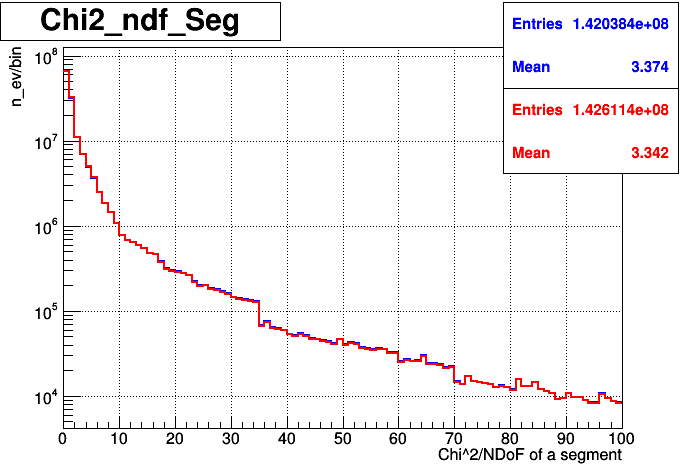 Chi2_ndf_Seg
Entries 1.420384e+08
Mean 3.374
Entries 1.426114e+08
Mean 3.342
n_ev/bin
10^8
10^7
10^6
10^5
10^4
0 10 20 30 40 50 60 70 80 90 100
Chi^2/NDoF of a segment